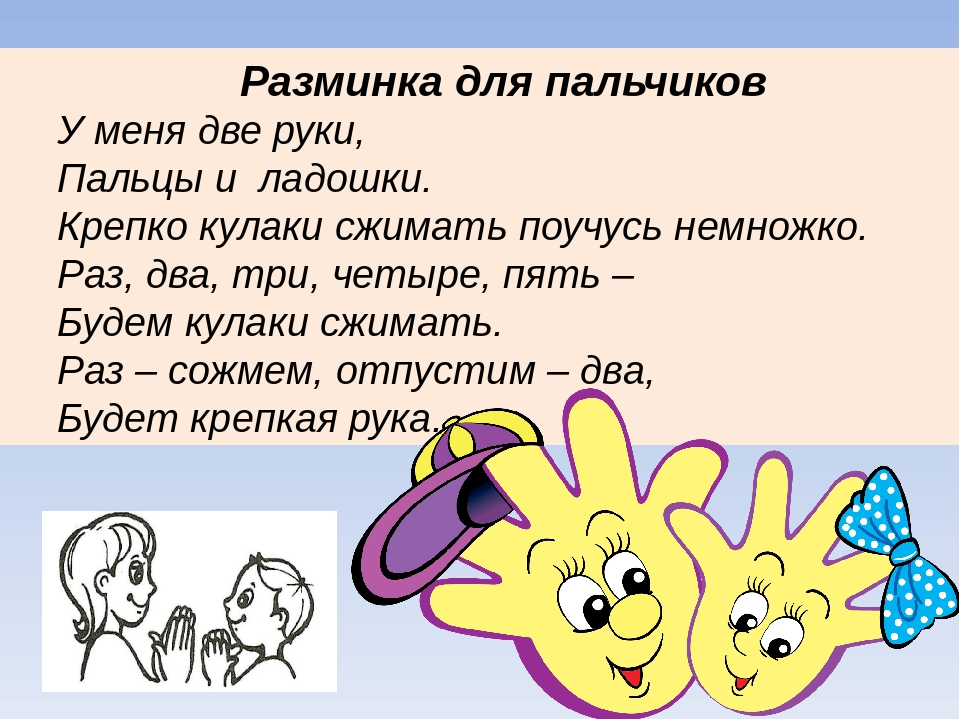 Разминка для пальчиков
У меня две руки,
Пальцы и ладошки.
Крепко кулаки сжимать поучусь немножко.
Раз, два, три, четыре, пять –
Будем кулаки сжимать.
Раз – сожмем, отпустим – два,
Будет крепкая рука.